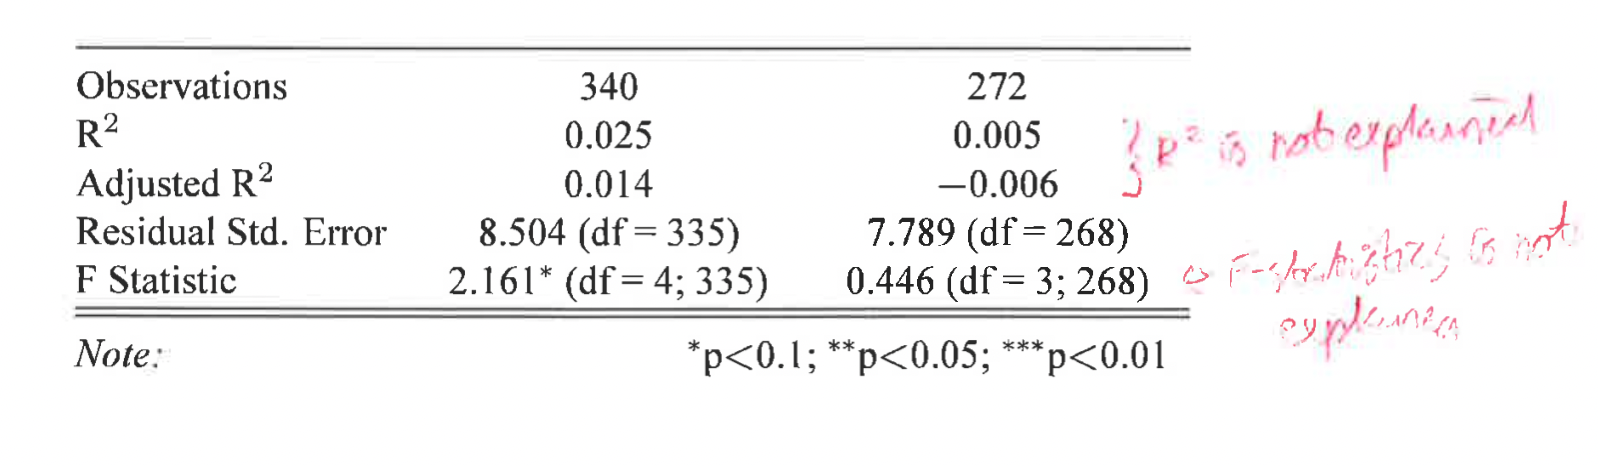 Observations 340 272
R² 0.025 0.005
Adjusted R² 0.014 −0.006
} R² is not explained
Residual Std. Error 8.504 (df = 335) 7.789 (df = 268)
F Statistic 2.161* (df = 4; 335) 0.446 (df = 3; 268)
F-statistics is not
explained
Note: *p<0.1; **p<0.05; ***p<0.01